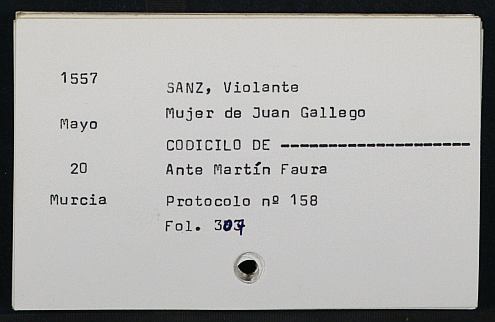 1557
SANZ, Violante
Mujer de Juan Gallego
Mayo
CODICILO DE --------------------
20
Ante Martín Faura
Murcia
Protocolo nº 158
Fol.